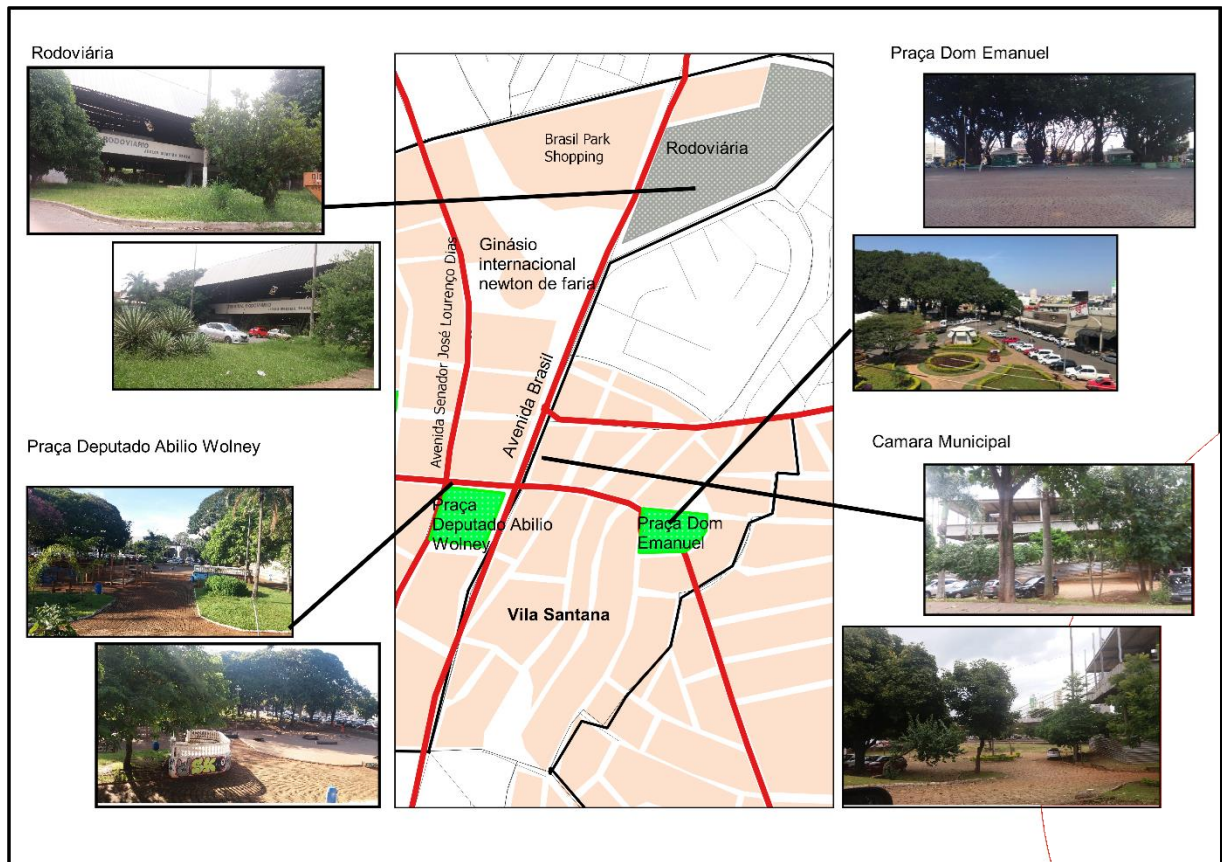 Rodoviária
RODOVIARIO
Praça Deputado Abilio Wolney
Brasil Park
Shopping
Rodoviária
Ginásio
internacional
newton de faria
Avenida Senador José Lourenço Dias
Avenida Brasil
Praça
Deputado Abilio
Wolney
Praça Dom
Emanuel
Vila Santana
Praça Dom Emanuel
Camara Municipal